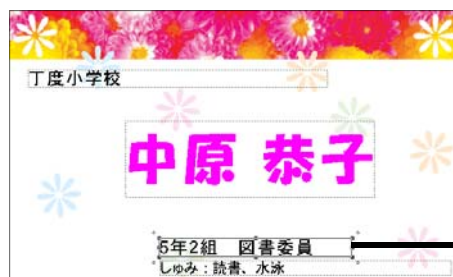 丁度小学校
中原 恭子
5年2組　図書委員
しゅみ：読書、水泳